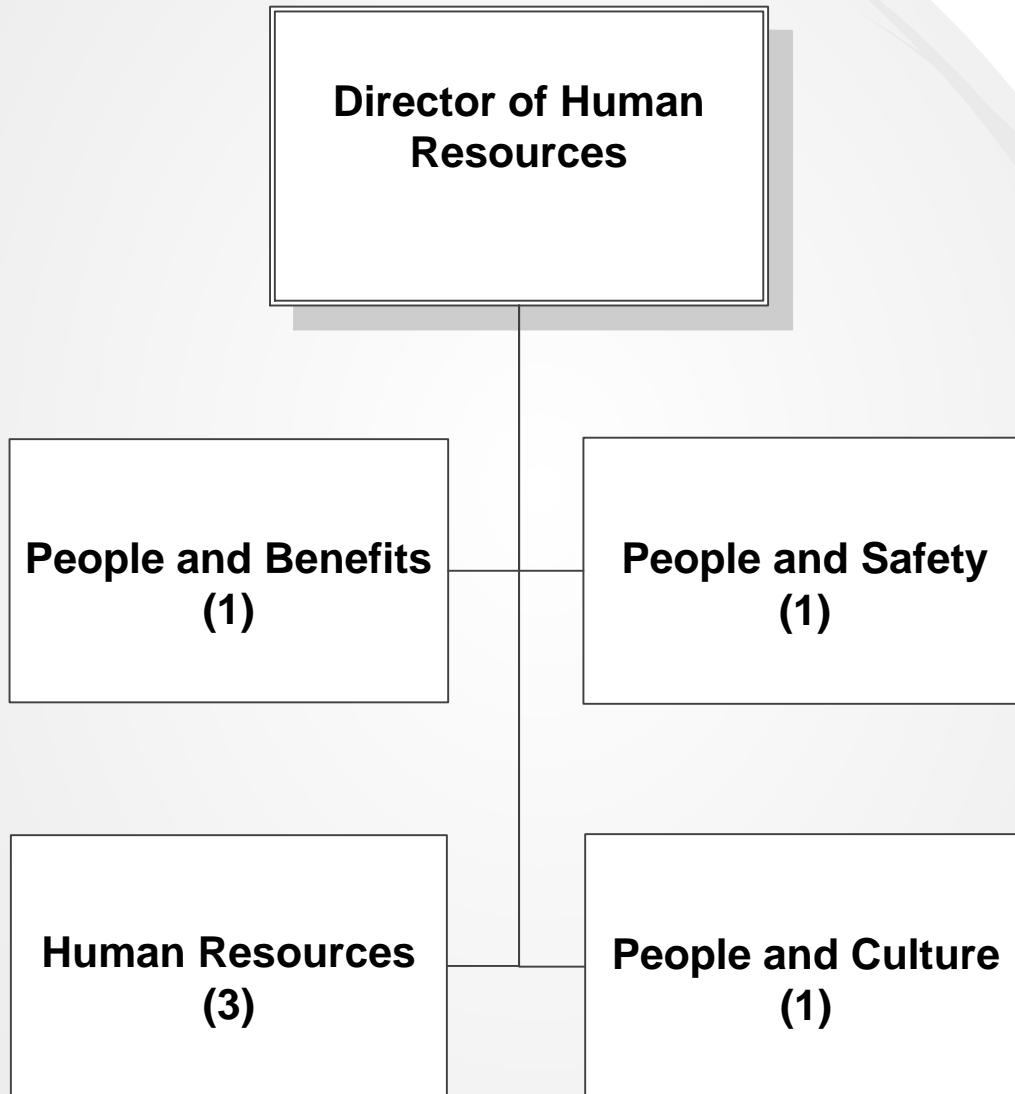 Director of Human
Resources
People and Benefits
(1)
People and Safety
(1)
Human Resources
(3)
People and Culture
(1)